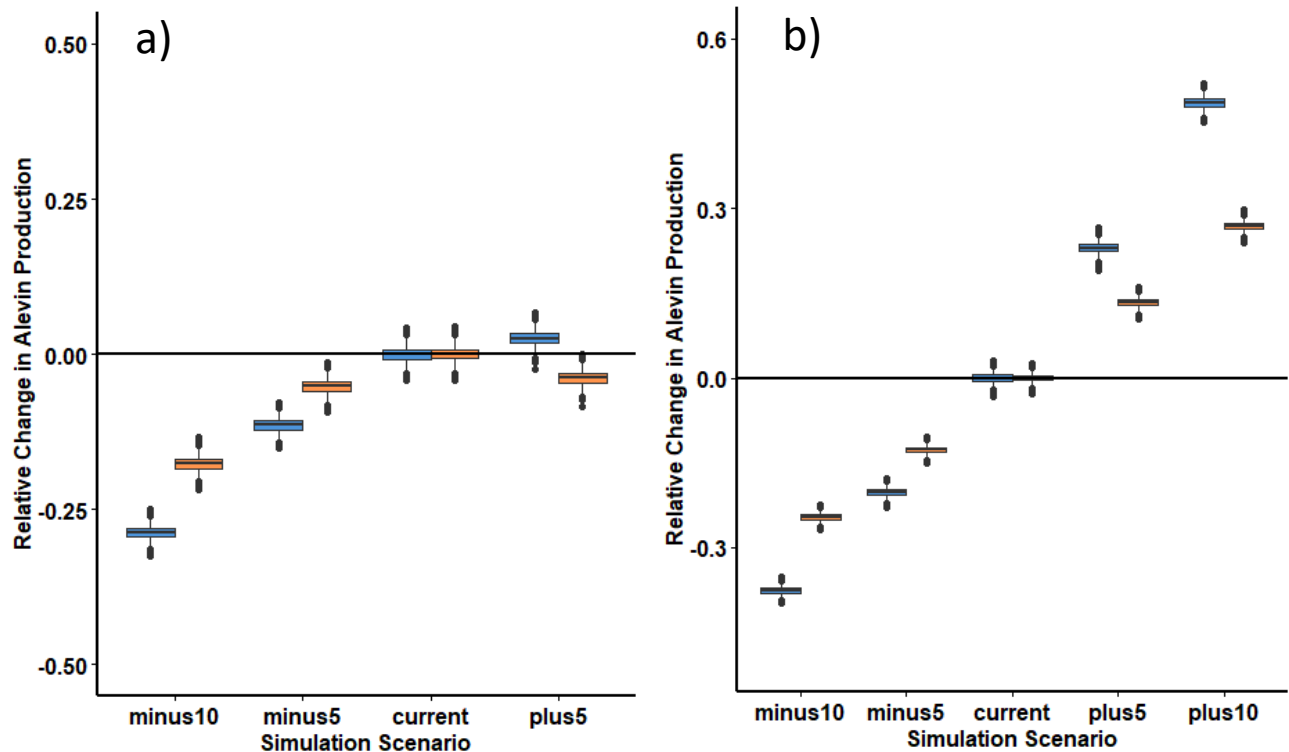 a)
Relative Change in Alevin Production
0.50
0.25
0.00
-0.25
-0.50
minus10 minus5 current plus5
Simulation Scenario
b)
Relative Change in Alevin Production
0.6
0.3
0.0
-0.3
minus10 minus5 current plus5 plus10
Simulation Scenario